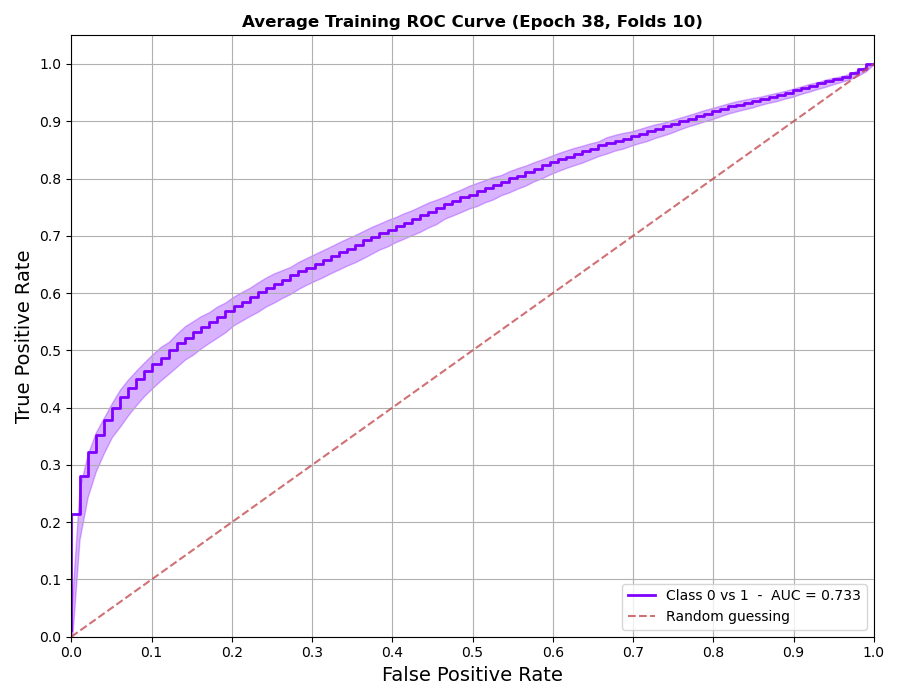 Average Training ROC Curve (Epoch 38, Folds 10)
True Positive Rate
1.0
0.9
0.8
0.7
0.6
0.5
0.4
0.3
0.2
0.1
0.0
Class 0 vs 1 - AUC = 0.733
Random guessing
0.0 0.1 0.2 0.3 0.4 0.5 0.6 0.7 0.8 0.9 1.0
False Positive Rate